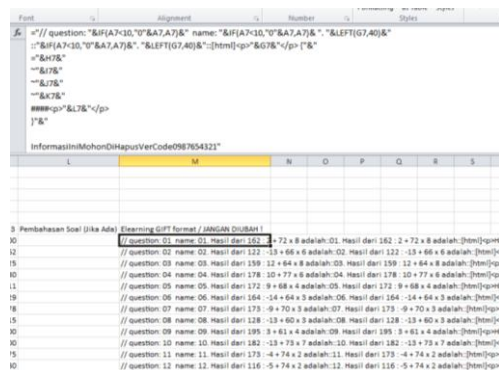 Font Alignment Number Styles
fx ="// question: "&IF(A7<10,"0"&A7,A7)&" name: "&IF(A7<10,"0"&A7,A7)&". "&LEFT(G7,40)&"
::"&IF(A7<10,"0"&A7,A7)&". "&LEFT(G7,40)&"::[html]<p>"&G7&"</p> {"&"
="&H7&"
~"&I7&"
~"&J7&"
~"&K7&"
####<p>"&L7&"</p>
}"&"
InformasiIniMohonDiHapusVerCode0987654321"
L M N O P Q R S
3 Pembahasan Soal (Jika Ada) Elearning GIFT format / JANGAN DIUBAH !
// question: 01 name: 01. Hasil dari 162 : 2 + 72 x 8 adalah::01. Hasil dari 162 : 2 + 72 x 8 adalah::[html]<p>H
// question: 02 name: 02. Hasil dari 122 : -13 + 66 x 6 adalah::02. Hasil dari 122 : -13 + 66 x 6 adalah::[html]<
// question: 03 name: 03. Hasil dari 159 : 12 + 64 x 8 adalah::03. Hasil dari 159 : 12 + 64 x 8 adalah::[html]<p>
// question: 04 name: 04. Hasil dari 178 : 10 + 77 x 6 adalah::04. Hasil dari 178 : 10 + 77 x 6 adalah::[html]<p>
// question: 05 name: 05. Hasil dari 172 : 9 + 68 x 4 adalah::05. Hasil dari 172 : 9 + 68 x 4 adalah::[html]<p>H
// question: 06 name: 06. Hasil dari 164 : -14 + 64 x 3 adalah::06. Hasil dari 164 : -14 + 64 x 3 adalah::[html]<
// question: 07 name: 07. Hasil dari 173 : -9 + 70 x 3 adalah::07. Hasil dari 173 : -9 + 70 x 3 adalah::[html]<p>
// question: 08 name: 08. Hasil dari 128 : -13 + 60 x 3 adalah::08. Hasil dari 128 : -13 + 60 x 3 adalah::[html]<
// question: 09 name: 09. Hasil dari 195 : 3 + 61 x 4 adalah::09. Hasil dari 195 : 3 + 61 x 4 adalah::[html]<p>H
// question: 10 name: 10. Hasil dari 182 : -13 + 73 x 7 adalah::10. Hasil dari 182 : -13 + 73 x 7 adalah::[html]<
// question: 11 name: 11. Hasil dari 173 : -4 + 74 x 2 adalah::11. Hasil dari 173 : -4 + 74 x 2 adalah::[html]<p>
// question: 12 name: 12. Hasil dari 116 : -5 + 74 x 2 adalah::12. Hasil dari 116 : -5 + 74 x 2 adalah::[html]<p>